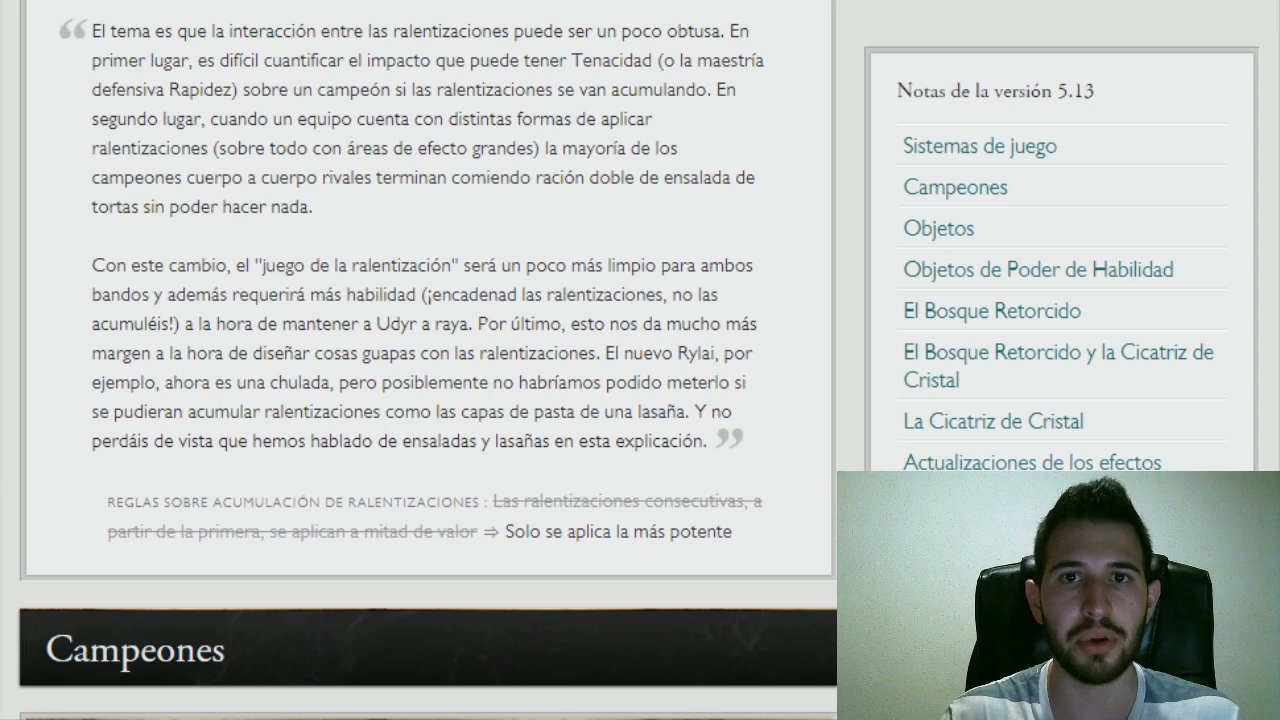 El tema es que la interacción entre las ralentizaciones puede ser un poco obtusa. En
primer lugar, es difícil cuantificar el impacto que puede tener Tenacidad (o la maestría
defensiva Rapidez) sobre un campeón si las ralentizaciones se van acumulando. En
segundo lugar, cuando un equipo cuenta con distintas formas de aplicar
ralentizaciones (sobre todo con áreas de efecto grandes) la mayoría de los
campeones cuerpo a cuerpo rivales terminan comiendo ración doble de ensalada de
tortas sin poder hacer nada.
Con este cambio, el "juego de la ralentización" será un poco más limpio para ambos
bandos y además requerirá más habilidad (¡encadenad las ralentizaciones, no las
acumuléis!) a la hora de mantener a Udyr a raya. Por último, esto nos da mucho más
margen a la hora de diseñar cosas guapas con las ralentizaciones. El nuevo Rylai, por
ejemplo, ahora es una chulada, pero posiblemente no habríamos podido meterlo si
se pudieran acumular ralentizaciones como las capas de pasta de una lasaña. Y no
perdáis de vista que hemos hablado de ensaladas y lasañas en esta explicación.
REGLAS SOBRE ACUMULACIÓN DE RALENTIZACIONES : Las ralentizaciones consecutivas, a
partir de la primera, se aplican a mitad de valor ⇒ Solo se aplica la más potente
Campeones
Notas de la versión 5.13
Sistemas de juego
Campeones
Objetos
Objetos de Poder de Habilidad
El Bosque Retorcido
El Bosque Retorcido y la Cicatriz de
Cristal
La Cicatriz de Cristal
Actualizaciones de los efectos